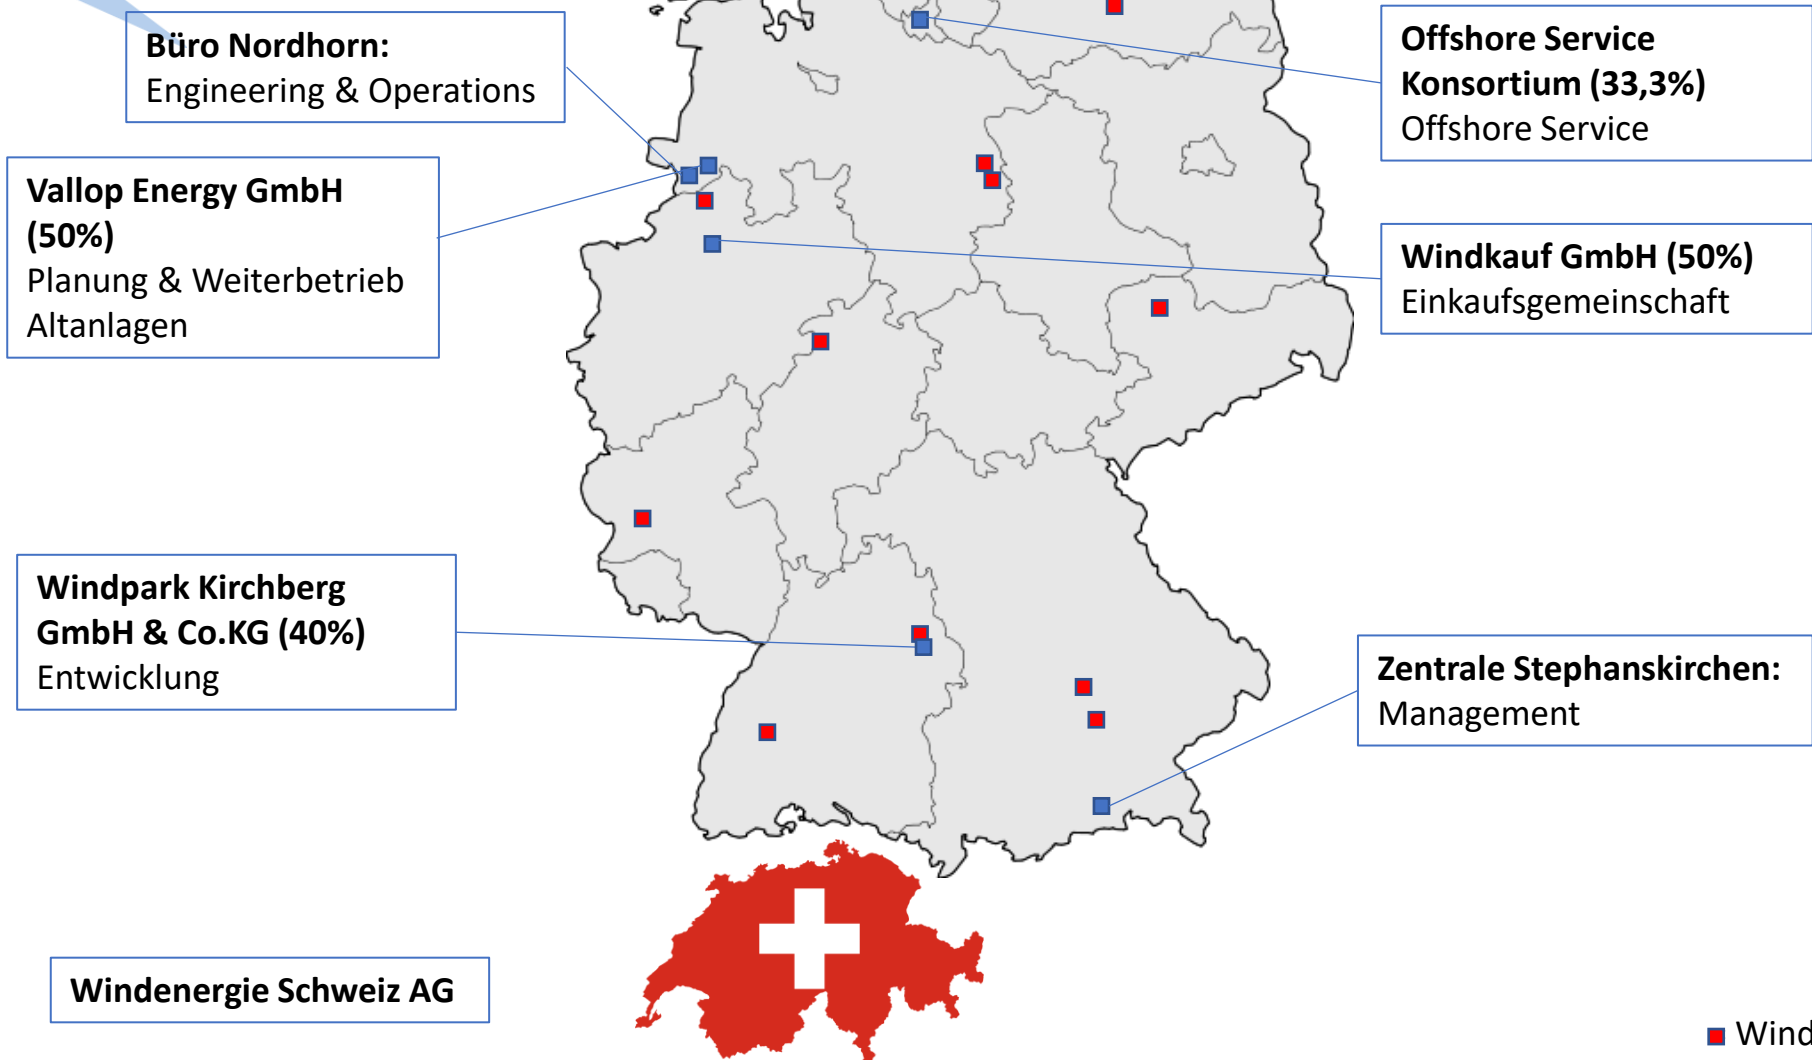 Büro Nordhorn:
Engineering & Operations
Offshore Service
Konsortium (33,3%)
Offshore Service
Vallop Energy GmbH
(50%)
Planung & Weiterbetrieb
Altanlagen
Windkauf GmbH (50%)
Einkaufsgemeinschaft
Windpark Kirchberg
GmbH & Co.KG (40%)
Entwicklung
Zentrale Stephanskirchen:
Management
Windenergie Schweiz AG
Wind